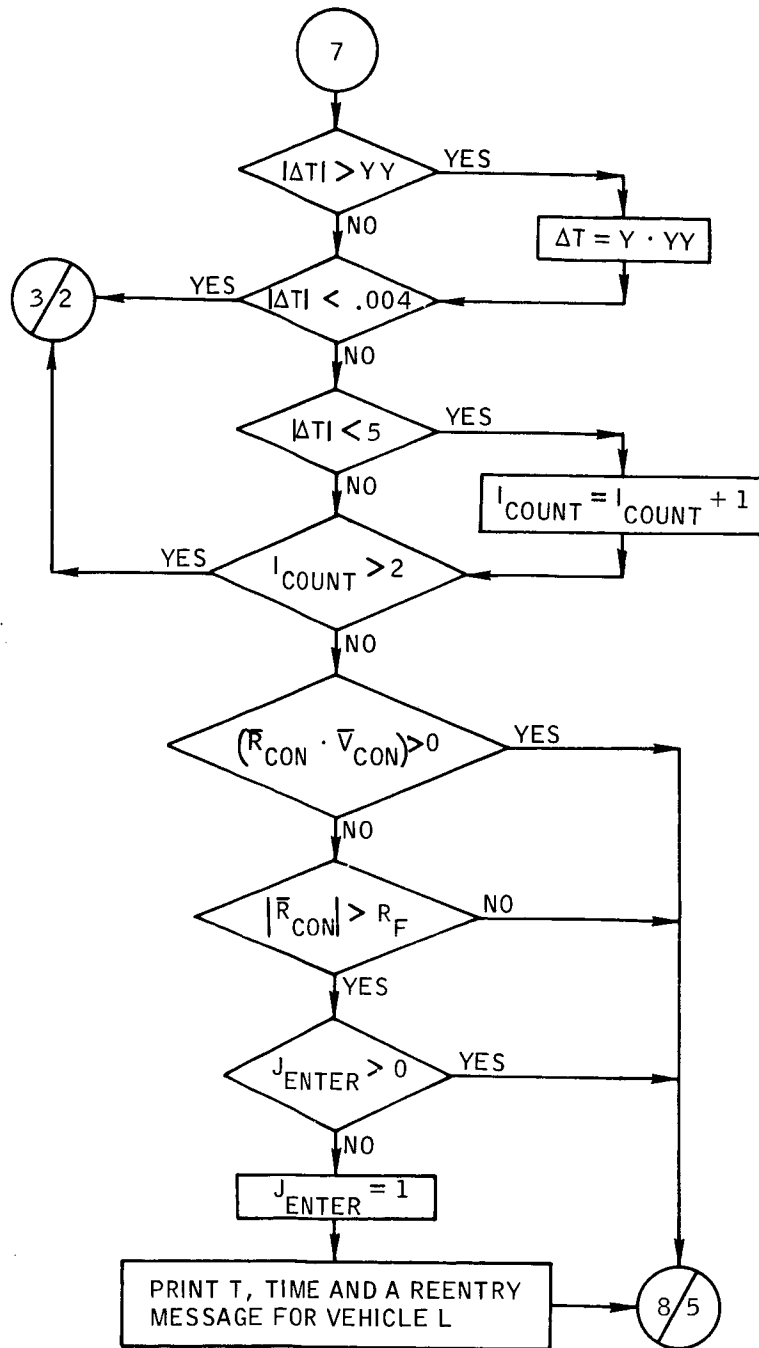 7
|ΔT| > YY
YES
NO
ΔT = Y · YY
3/2
YES
|ΔT| < .004
NO
|ΔT| < 5
YES
NO
I_COUNT = I_COUNT + 1
YES
I_COUNT > 2
NO
(R̅_CON · V̅_CON) > 0
YES
NO
|R̅_CON| > R_F
NO
YES
J_ENTER > 0
YES
NO
J_ENTER = 1
PRINT T, TIME AND A REENTRY
MESSAGE FOR VEHICLE L
8/5